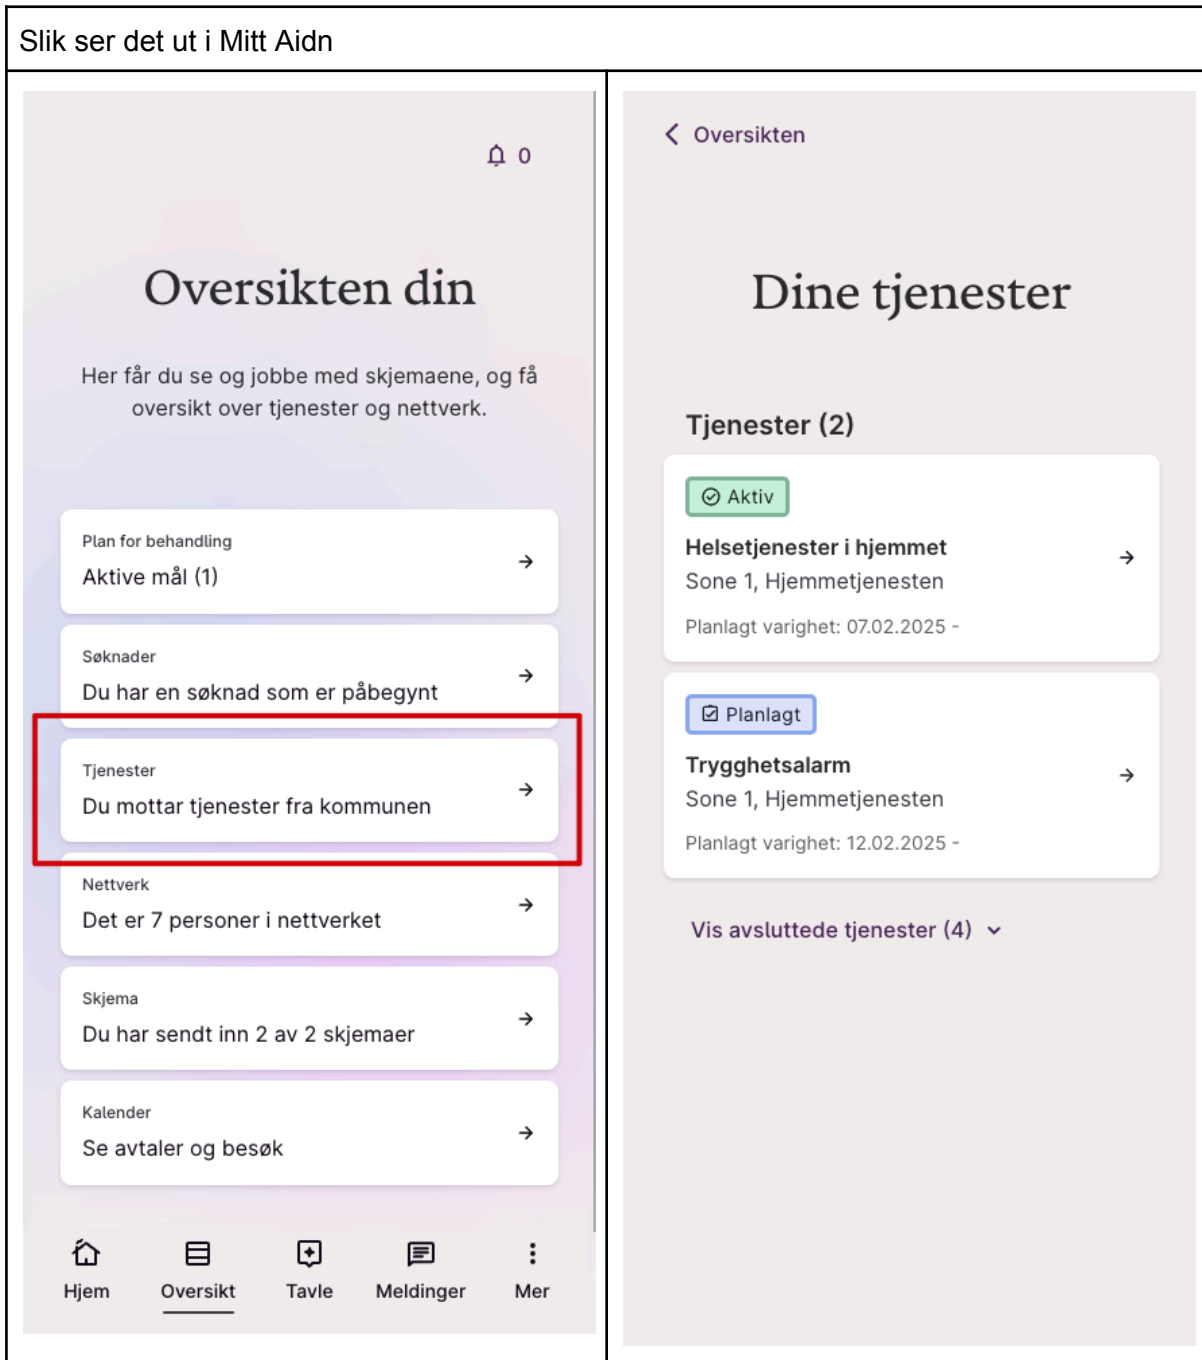 Slik ser det ut i Mitt Aidn
0
Oversikten din
Her får du se og jobbe med skjemaene, og få
oversikt over tjenester og nettverk.
Plan for behandling
Aktive mål (1)
Søknader
Du har en søknad som er påbegynt
Tjenester
Du mottar tjenester fra kommunen
Nettverk
Det er 7 personer i nettverket
Skjema
Du har sendt inn 2 av 2 skjemaer
Kalender
Se avtaler og besøk
Hjem
Oversikt
Tavle
Meldinger
Mer
Oversikten
Dine tjenester
Tjenester (2)
Aktiv
Helsetjenester i hjemmet
Sone 1, Hjemmetjenesten
Planlagt varighet: 07.02.2025 -
Planlagt
Trygghetsalarm
Sone 1, Hjemmetjenesten
Planlagt varighet: 12.02.2025 -
Vis avsluttede tjenester (4)